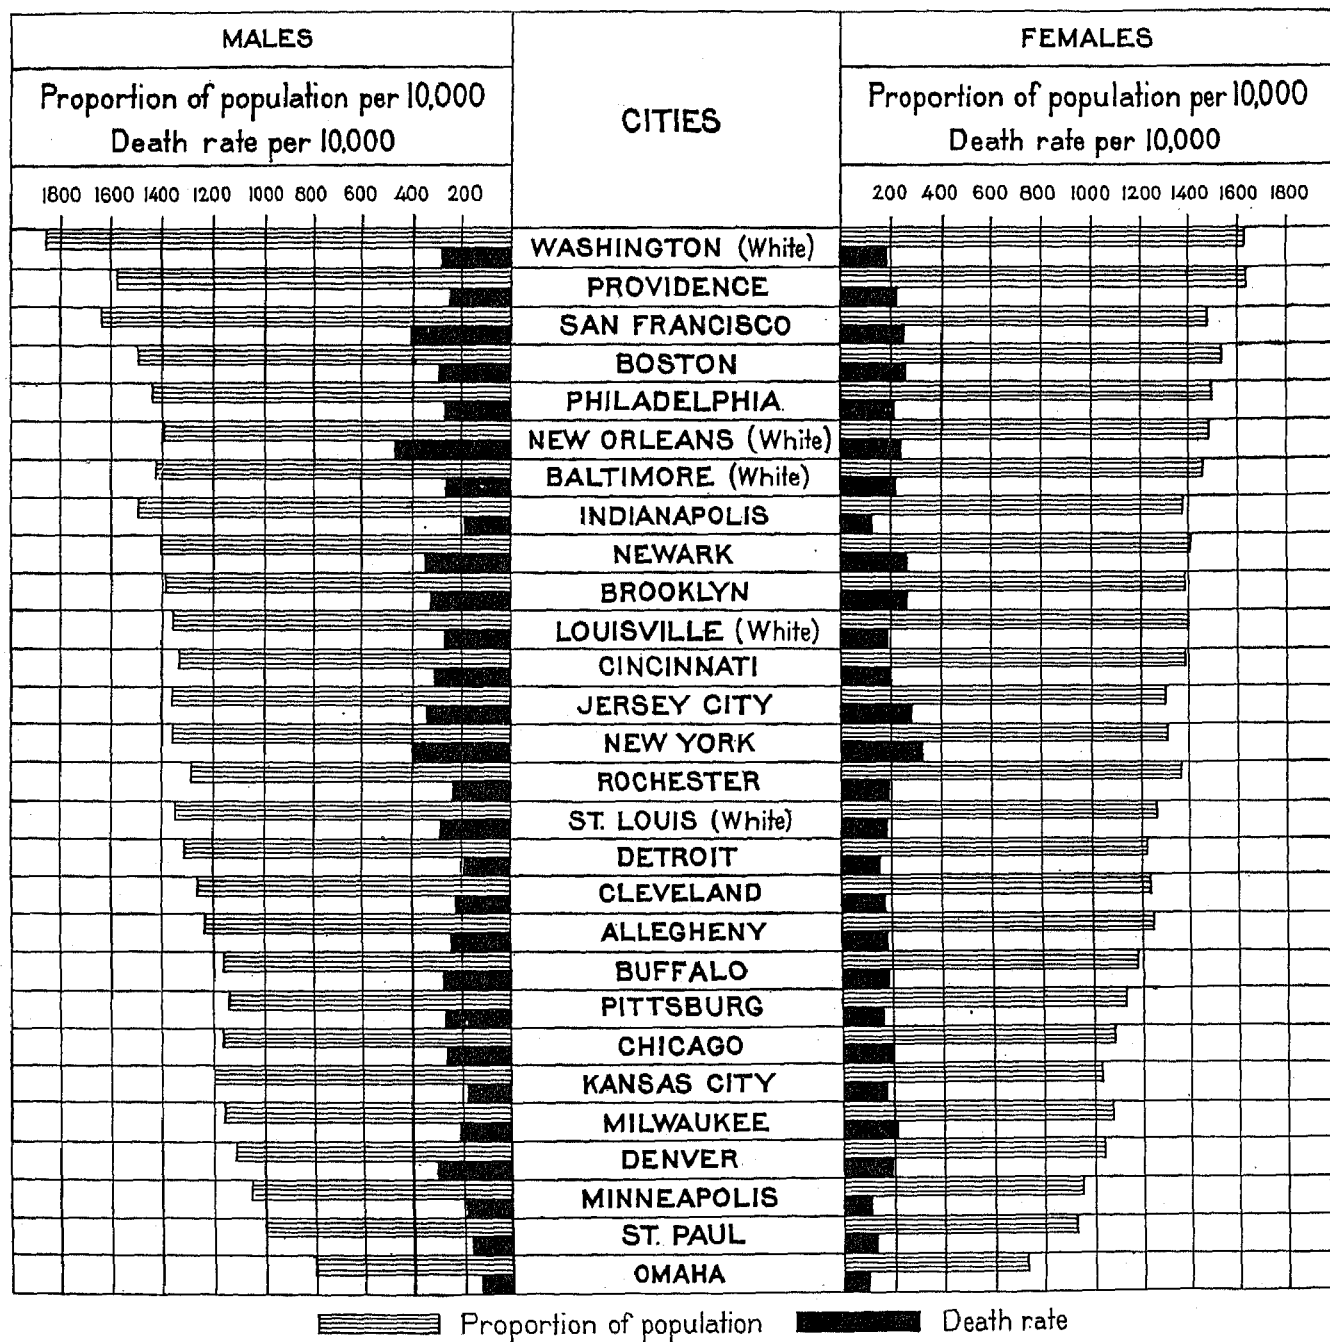 MALES
CITIES
FEMALES
Proportion of population per 10,000
Death rate per 10,000
Proportion of population per 10,000
Death rate per 10,000
1800 1600 1400 1200 1000 800 600 400 200
200 400 600 800 1000 1200 1400 1600 1800
WASHINGTON (White)
PROVIDENCE
SAN FRANCISCO
BOSTON
PHILADELPHIA
NEW ORLEANS (White)
BALTIMORE (White)
INDIANAPOLIS
NEWARK
BROOKLYN
LOUISVILLE (White)
CINCINNATI
JERSEY CITY
NEW YORK
ROCHESTER
ST. LOUIS (White)
DETROIT
CLEVELAND
ALLEGHENY
BUFFALO
PITTSBURG
CHICAGO
KANSAS CITY
MILWAUKEE
DENVER
MINNEAPOLIS
ST. PAUL
OMAHA
Proportion of population Death rate